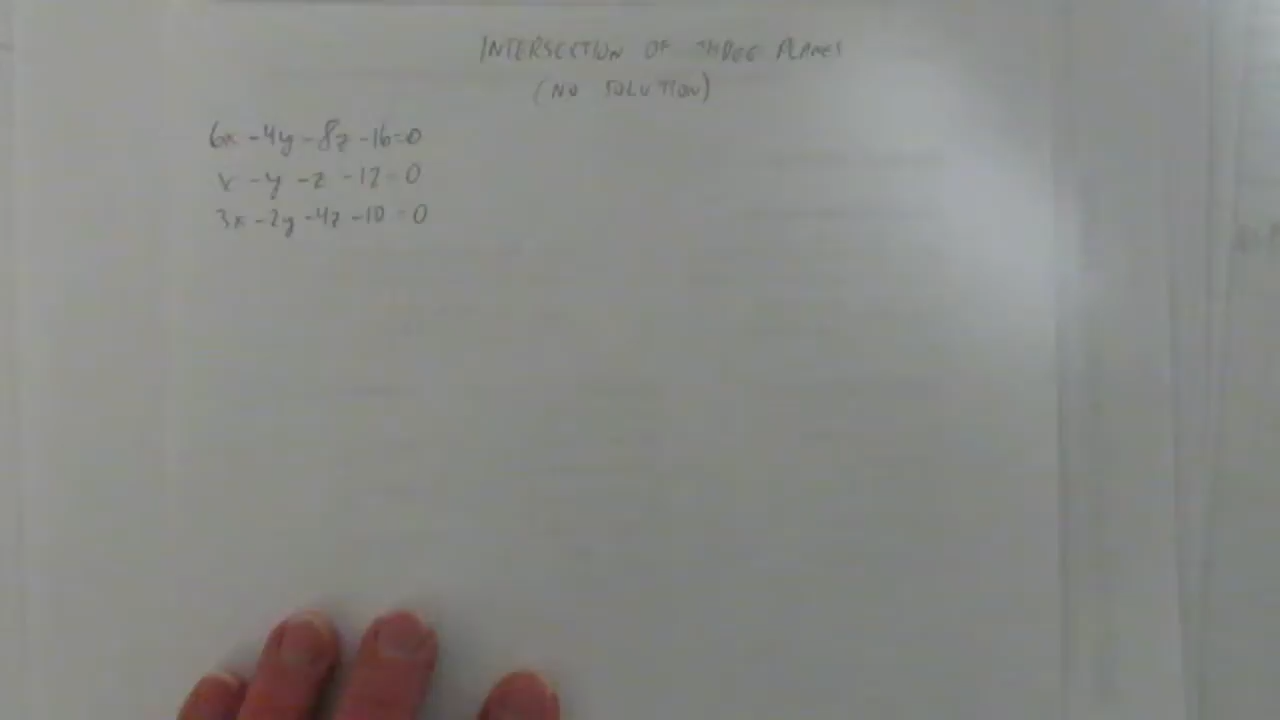 INTERSECTION OF THREE PLANES
(NO SOLUTION)
6x - 4y - 8z - 16 = 0
x - y - z - 12 = 0
3x - 2y - 4z - 10 = 0